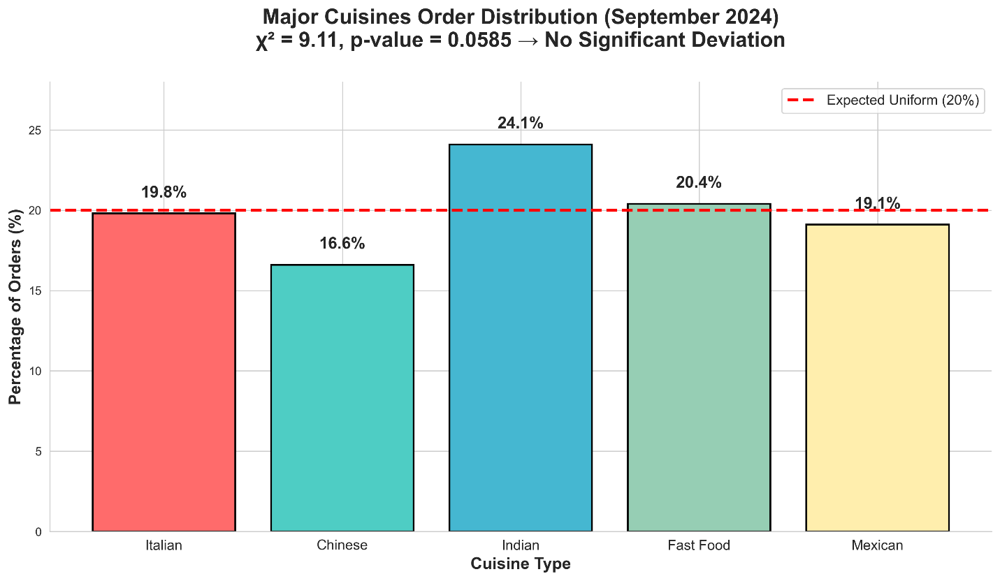 Major Cuisines Order Distribution (September 2024)
χ² = 9.11, p-value = 0.0585 → No Significant Deviation
Expected Uniform (20%)
Percentage of Orders (%)
25
20
15
10
5
0
19.8%
16.6%
24.1%
20.4%
19.1%
Italian
Chinese
Indian
Fast Food
Mexican
Cuisine Type